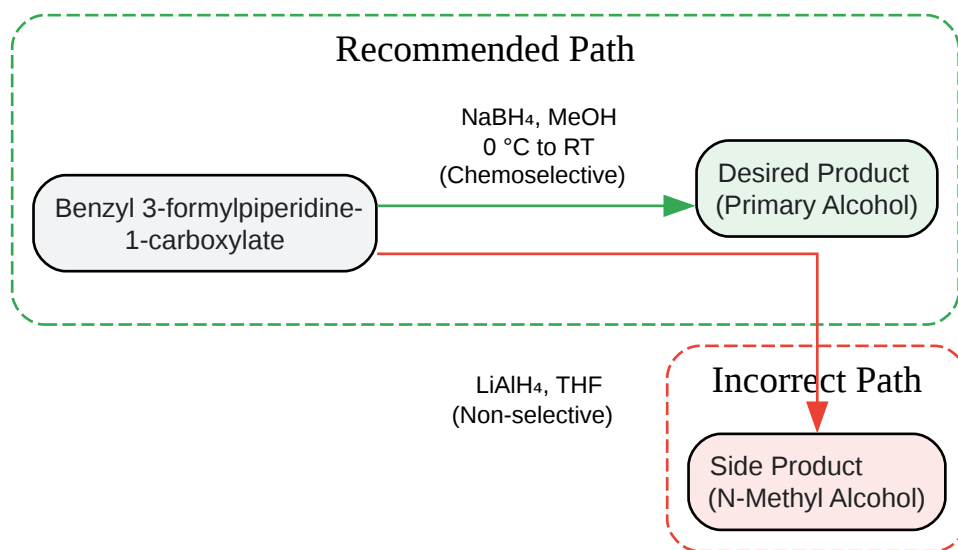 Recommended Path
NaBH₄, MeOH
0 °C to RT
(Chemoselective)
Benzyl 3-formylpiperidine-
1-carboxylate
Desired Product
(Primary Alcohol)
LiAlH₄, THF
(Non-selective)
Incorrect Path
Side Product
(N-Methyl Alcohol)